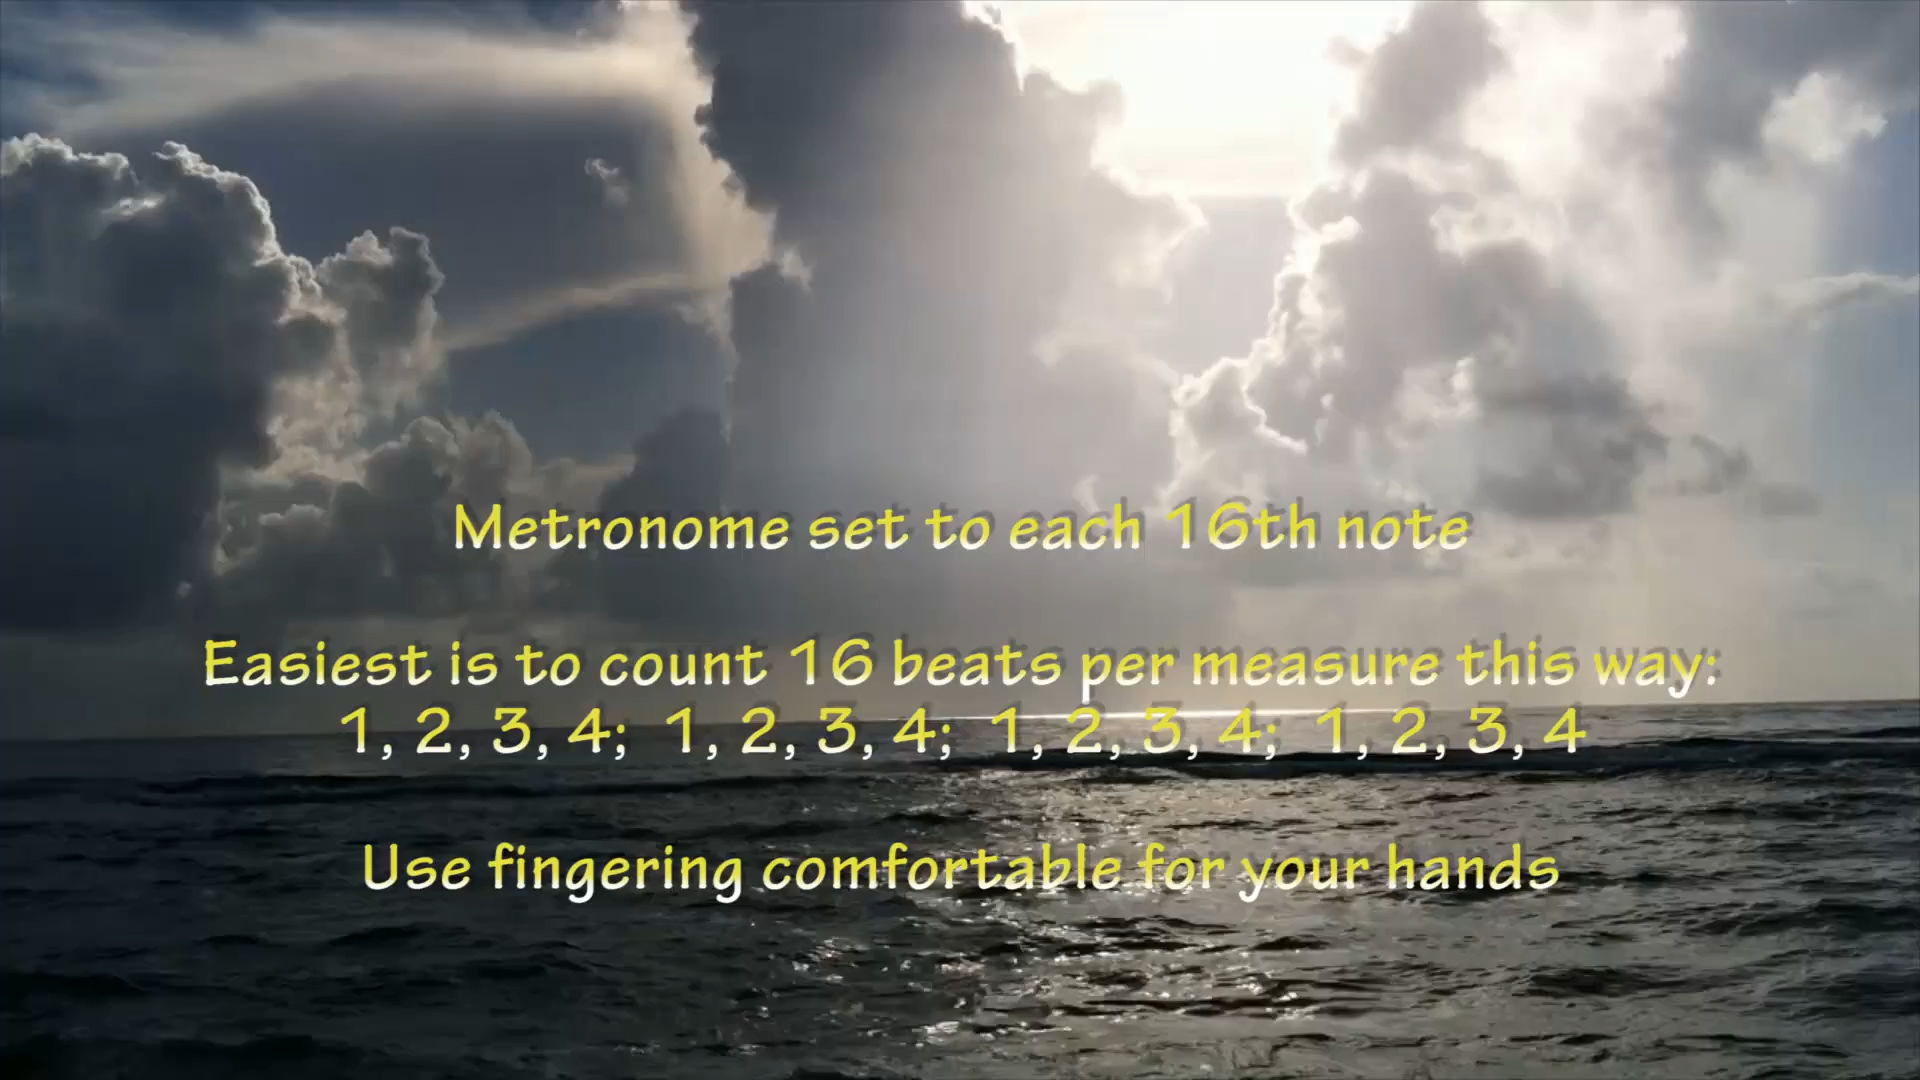 Metronome set to each 16th note
Easiest is to count 16 beats per measure this way:
1, 2, 3, 4; 1, 2, 3, 4; 1, 2, 3, 4; 1, 2, 3, 4
Use fingering comfortable for your hands